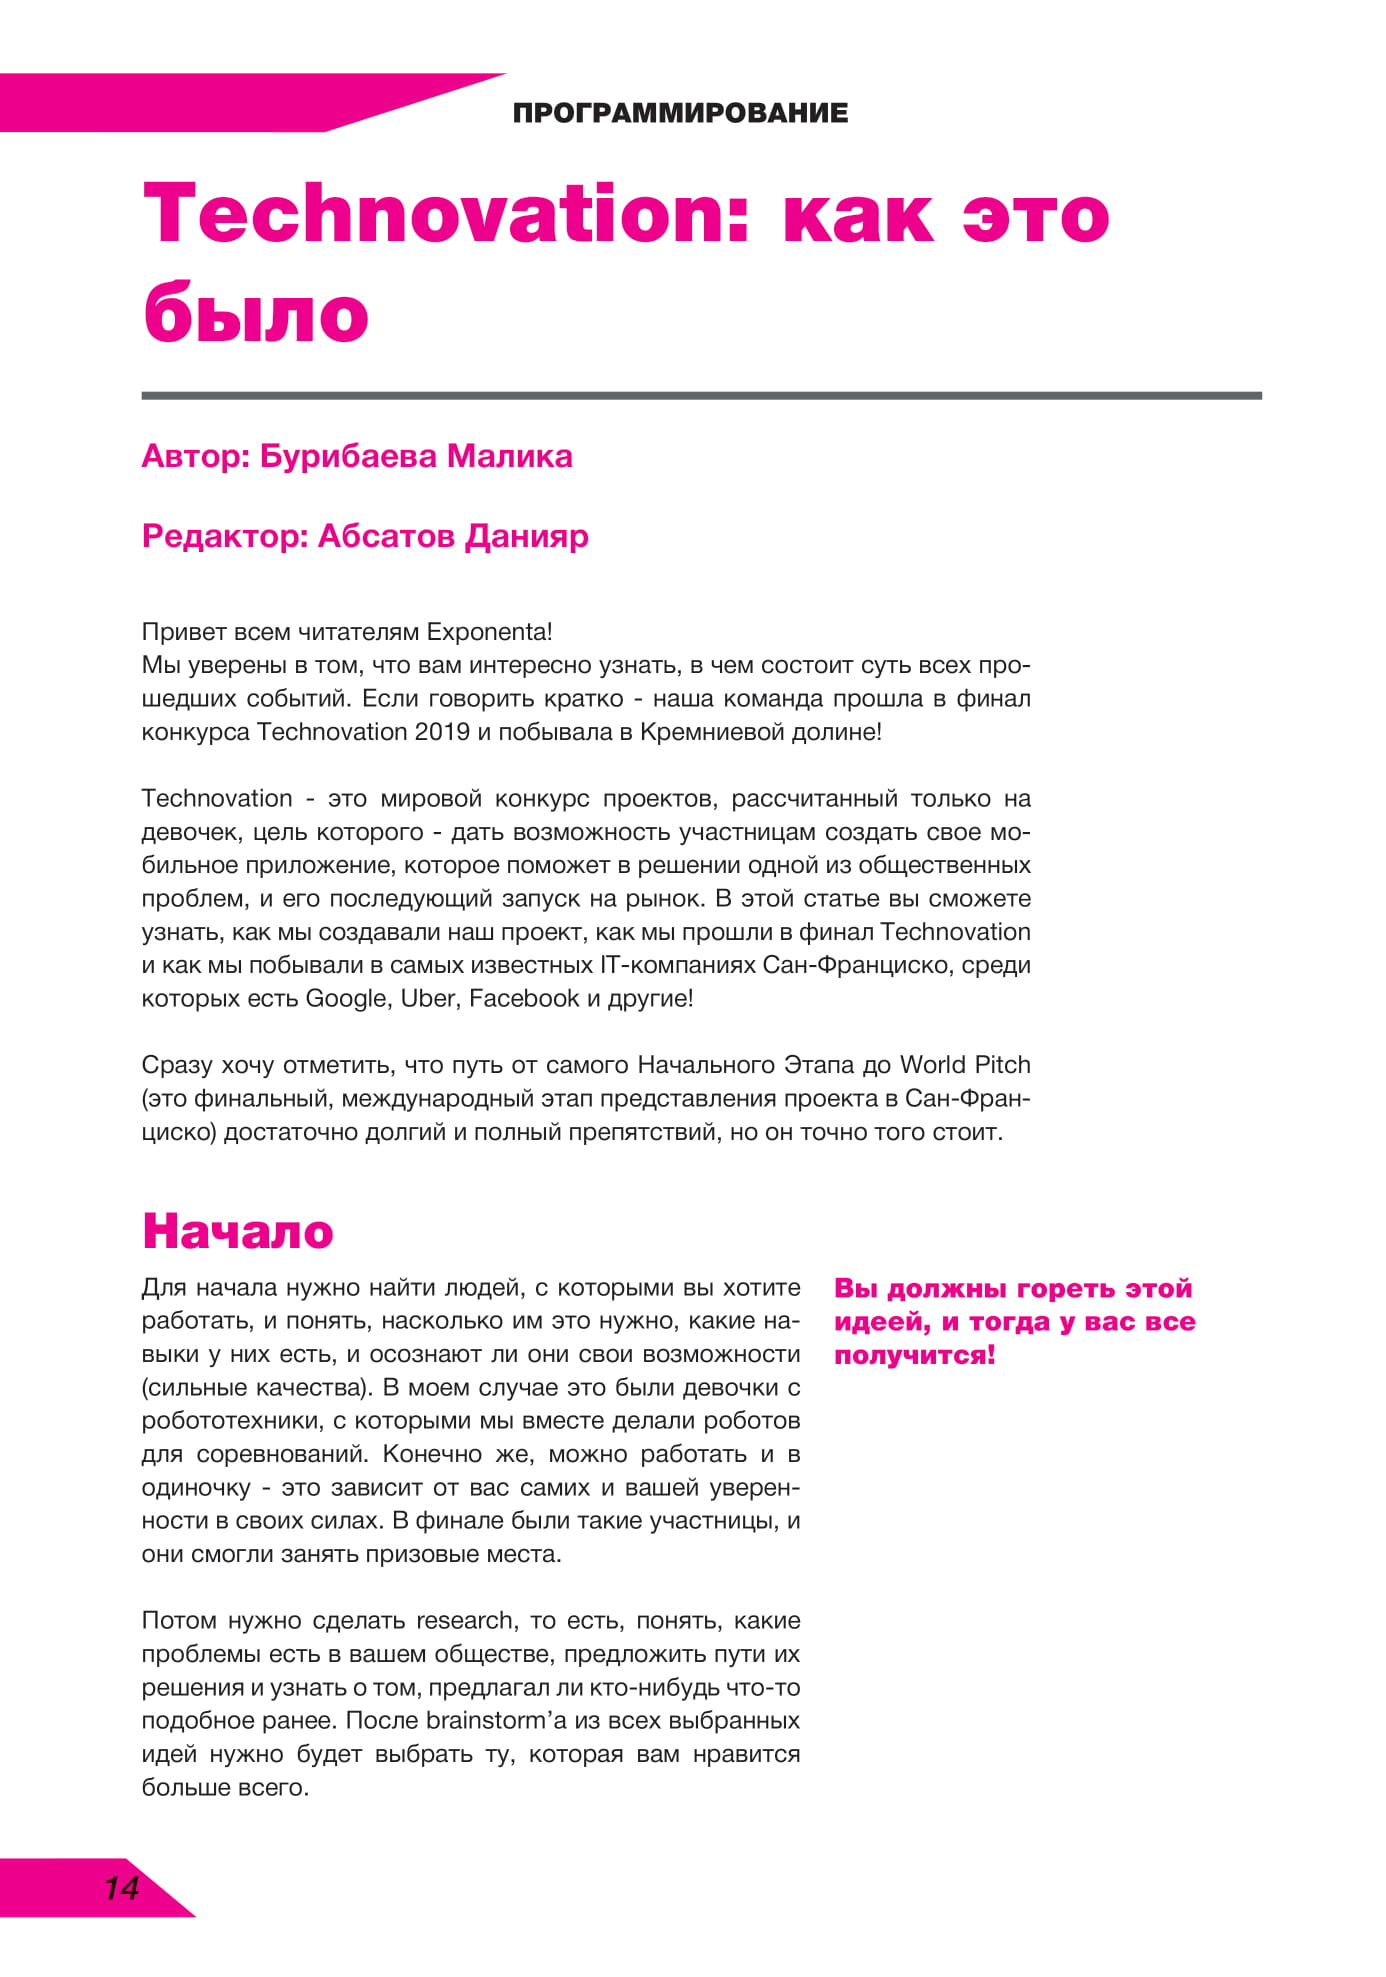 ПРОГРАММИРОВАНИЕ
Technovation: как это
было
Автор: Бурибаева Малика
Редактор: Абсатов Данияр
Привет всем читателям Exponenta!
Мы уверены в том, что вам интересно узнать, в чем состоит суть всех про-
шедших событий. Если говорить кратко - наша команда прошла в финал
конкурса Technovation 2019 и побывала в Кремниевой долине!
Technovation - это мировой конкурс проектов, рассчитанный только на
девочек, цель которого - дать возможность участницам создать свое мо-
бильное приложение, которое поможет в решении одной из общественных
проблем, и его последующий запуск на рынок. В этой статье вы сможете
узнать, как мы создавали наш проект, как мы прошли в финал Technovation
и как мы побывали в самых известных IT-компаниях Сан-Франциско, среди
которых есть Google, Uber, Facebook и другие!
Сразу хочу отметить, что путь от самого Начального Этапа до World Pitch
(это финальный, международный этап представления проекта в Сан-Фран-
циско) достаточно долгий и полный препятствий, но он точно того стоит.
Начало
Для начала нужно найти людей, с которыми вы хотите
работать, и понять, насколько им это нужно, какие на-
выки у них есть, и осознают ли они свои возможности
(сильные качества). В моем случае это были девочки с
робототехники, с которыми мы вместе делали роботов
для соревнований. Конечно же, можно работать и в
одиночку - это зависит от вас самих и вашей уверен-
ности в своих силах. В финале были такие участницы, и
они смогли занять призовые места.
Потом нужно сделать research, то есть, понять, какие
проблемы есть в вашем обществе, предложить пути их
решения и узнать о том, предлагал ли кто-нибудь что-то
подобное ранее. После brainstorm’а из всех выбранных
идей нужно будет выбрать ту, которая вам нравится
больше всего.
Вы должны гореть этой
идеей, и тогда у вас все
получится!
14